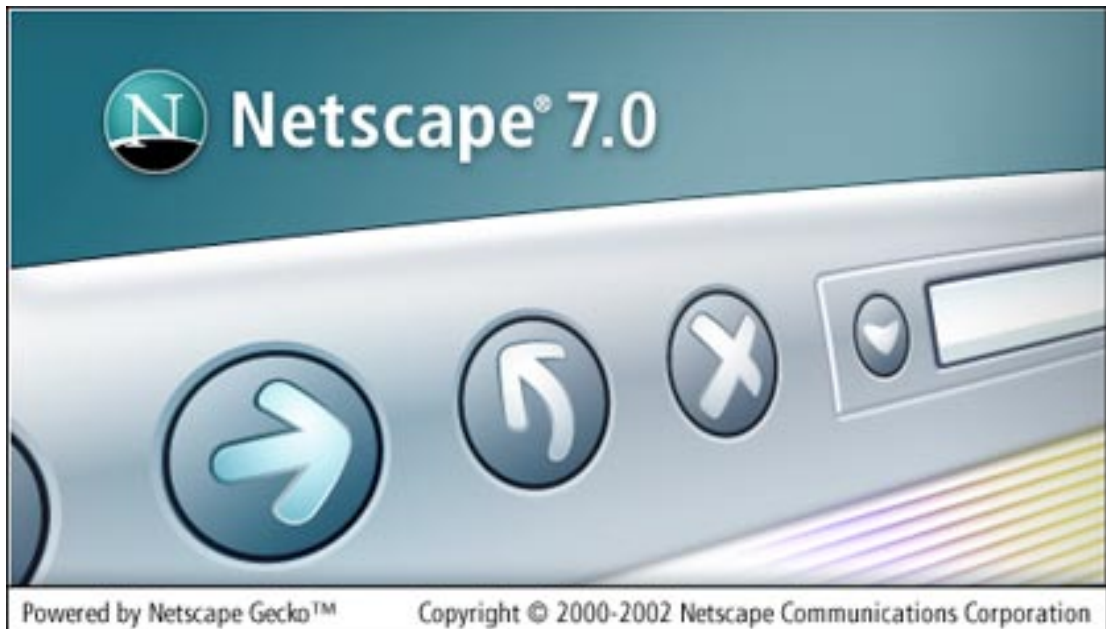 N
Netscape® 7.0
Powered by Netscape Gecko™
Copyright © 2000-2002 Netscape Communications Corporation